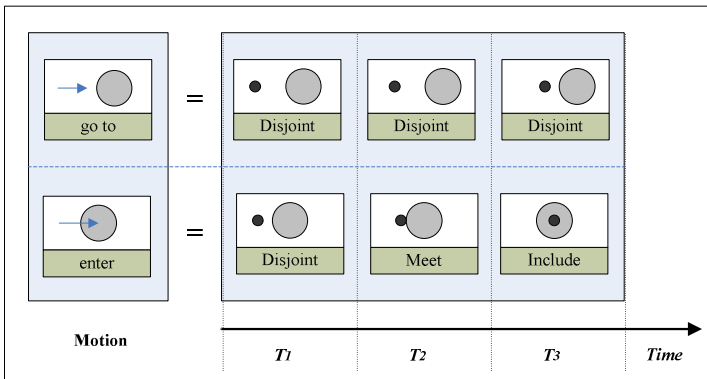 go to
=
Disjoint
Disjoint
Disjoint
enter
=
Disjoint
Meet
Include
Motion
T1
T2
T3
Time